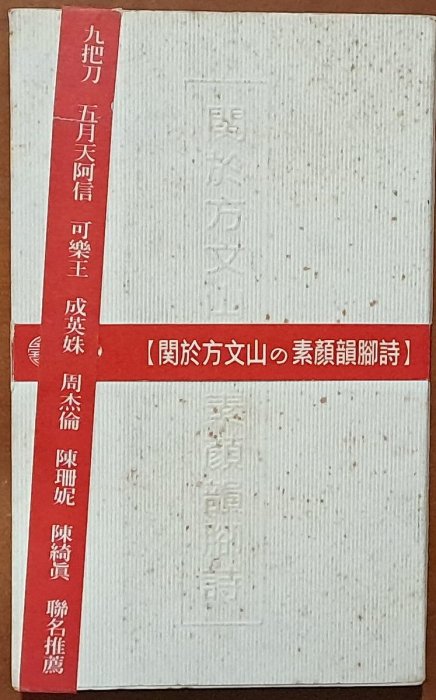 九把刀 五月天阿信 可樂王 成英姝 周杰倫 陳珊妮 陳綺眞 聯名推薦
【関於方文山の素顏韻腳詩】
関於方文山 素顏韻腳詩